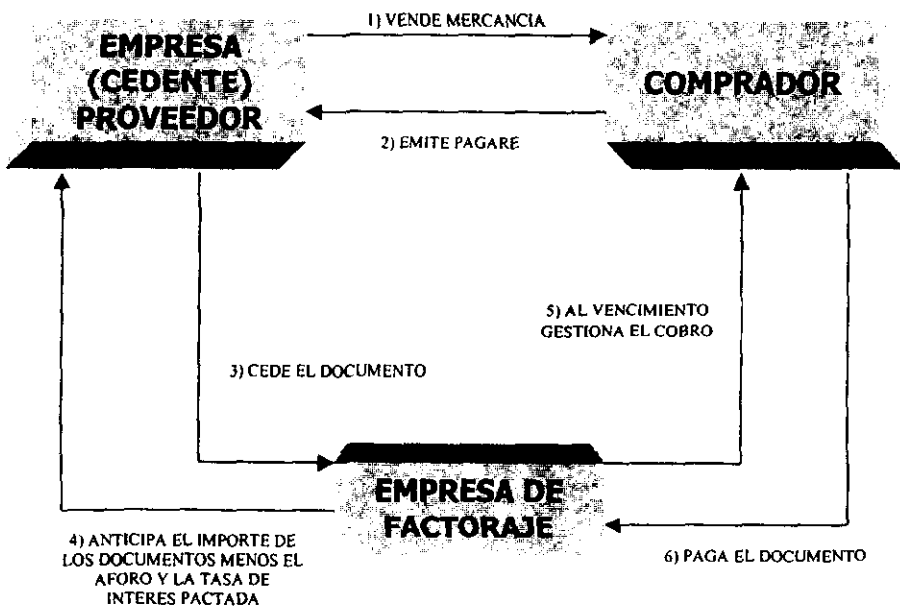 1) VENDE MERCANCIA
EMPRESA
(CEDENTE)
PROVEEDOR
COMPRADOR
2) EMITE PAGARE
5) AL VENCIMIENTO
GESTIONA EL COBRO
3) CEDE EL DOCUMENTO
EMPRESA DE
FACTORAJE
4) ANTICIPA EL IMPORTE DE
LOS DOCUMENTOS MENOS EL
AFORO Y LA TASA DE
INTERES PACTADA
6) PAGA EL DOCUMENTO